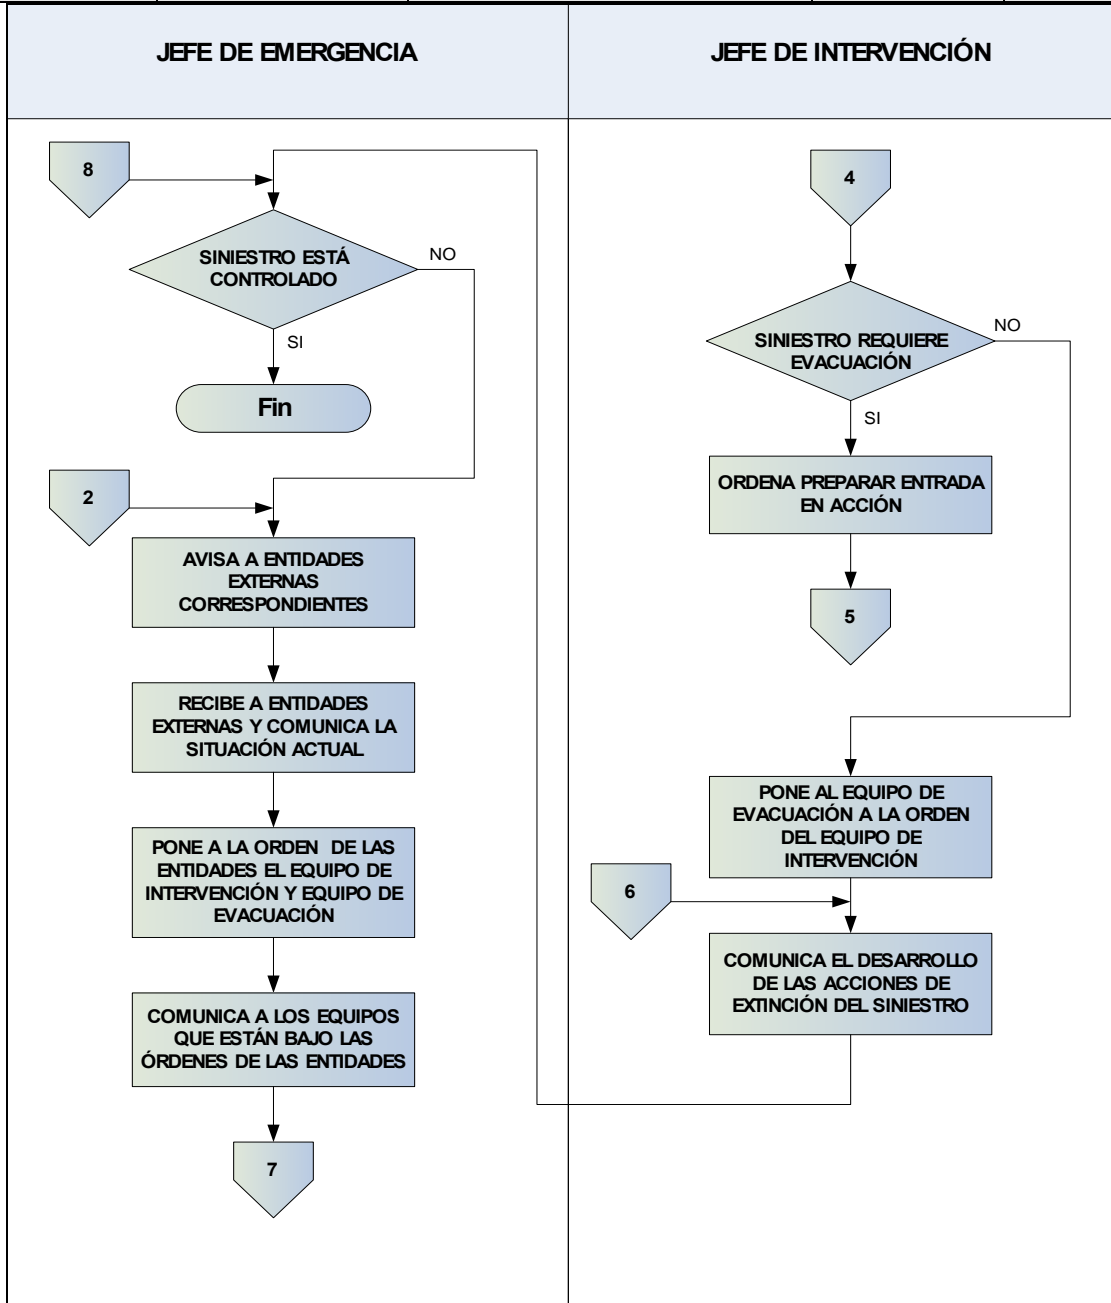 JEFE DE EMERGENCIA
JEFE DE INTERVENCIÓN
8
SINIESTRO ESTÁ
CONTROLADO
NO
SI
Fin
2
AVISA A ENTIDADES
EXTERNAS
CORRESPONDIENTES
RECIBE A ENTIDADES
EXTERNAS Y COMUNICA LA
SITUACIÓN ACTUAL
PONE A LA ORDEN DE LAS
ENTIDADES EL EQUIPO DE
INTERVENCIÓN Y EQUIPO DE
EVACUACIÓN
COMUNICA A LOS EQUIPOS
QUE ESTÁN BAJO LAS
ÓRDENES DE LAS ENTIDADES
7
4
SINIESTRO REQUIERE
EVACUACIÓN
NO
SI
ORDENA PREPARAR ENTRADA
EN ACCIÓN
5
PONE AL EQUIPO DE
EVACUACIÓN A LA ORDEN
DEL EQUIPO DE
INTERVENCIÓN
6
COMUNICA EL DESARROLLO
DE LAS ACCIONES DE
EXTINCIÓN DEL SINIESTRO